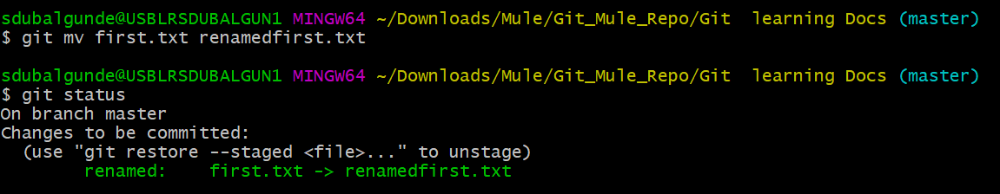 sdubalgunde@USBLRSDUBALGUN1 MINGW64 ~/Downloads/Mule/Git_Mule_Repo/Git  learning Docs (master)
$ git mv first.txt renamedfirst.txt
sdubalgunde@USBLRSDUBALGUN1 MINGW64 ~/Downloads/Mule/Git_Mule_Repo/Git  learning Docs (master)
$ git status
On branch master
Changes to be committed:
  (use "git restore --staged <file>..." to unstage)
        renamed:    first.txt -> renamedfirst.txt